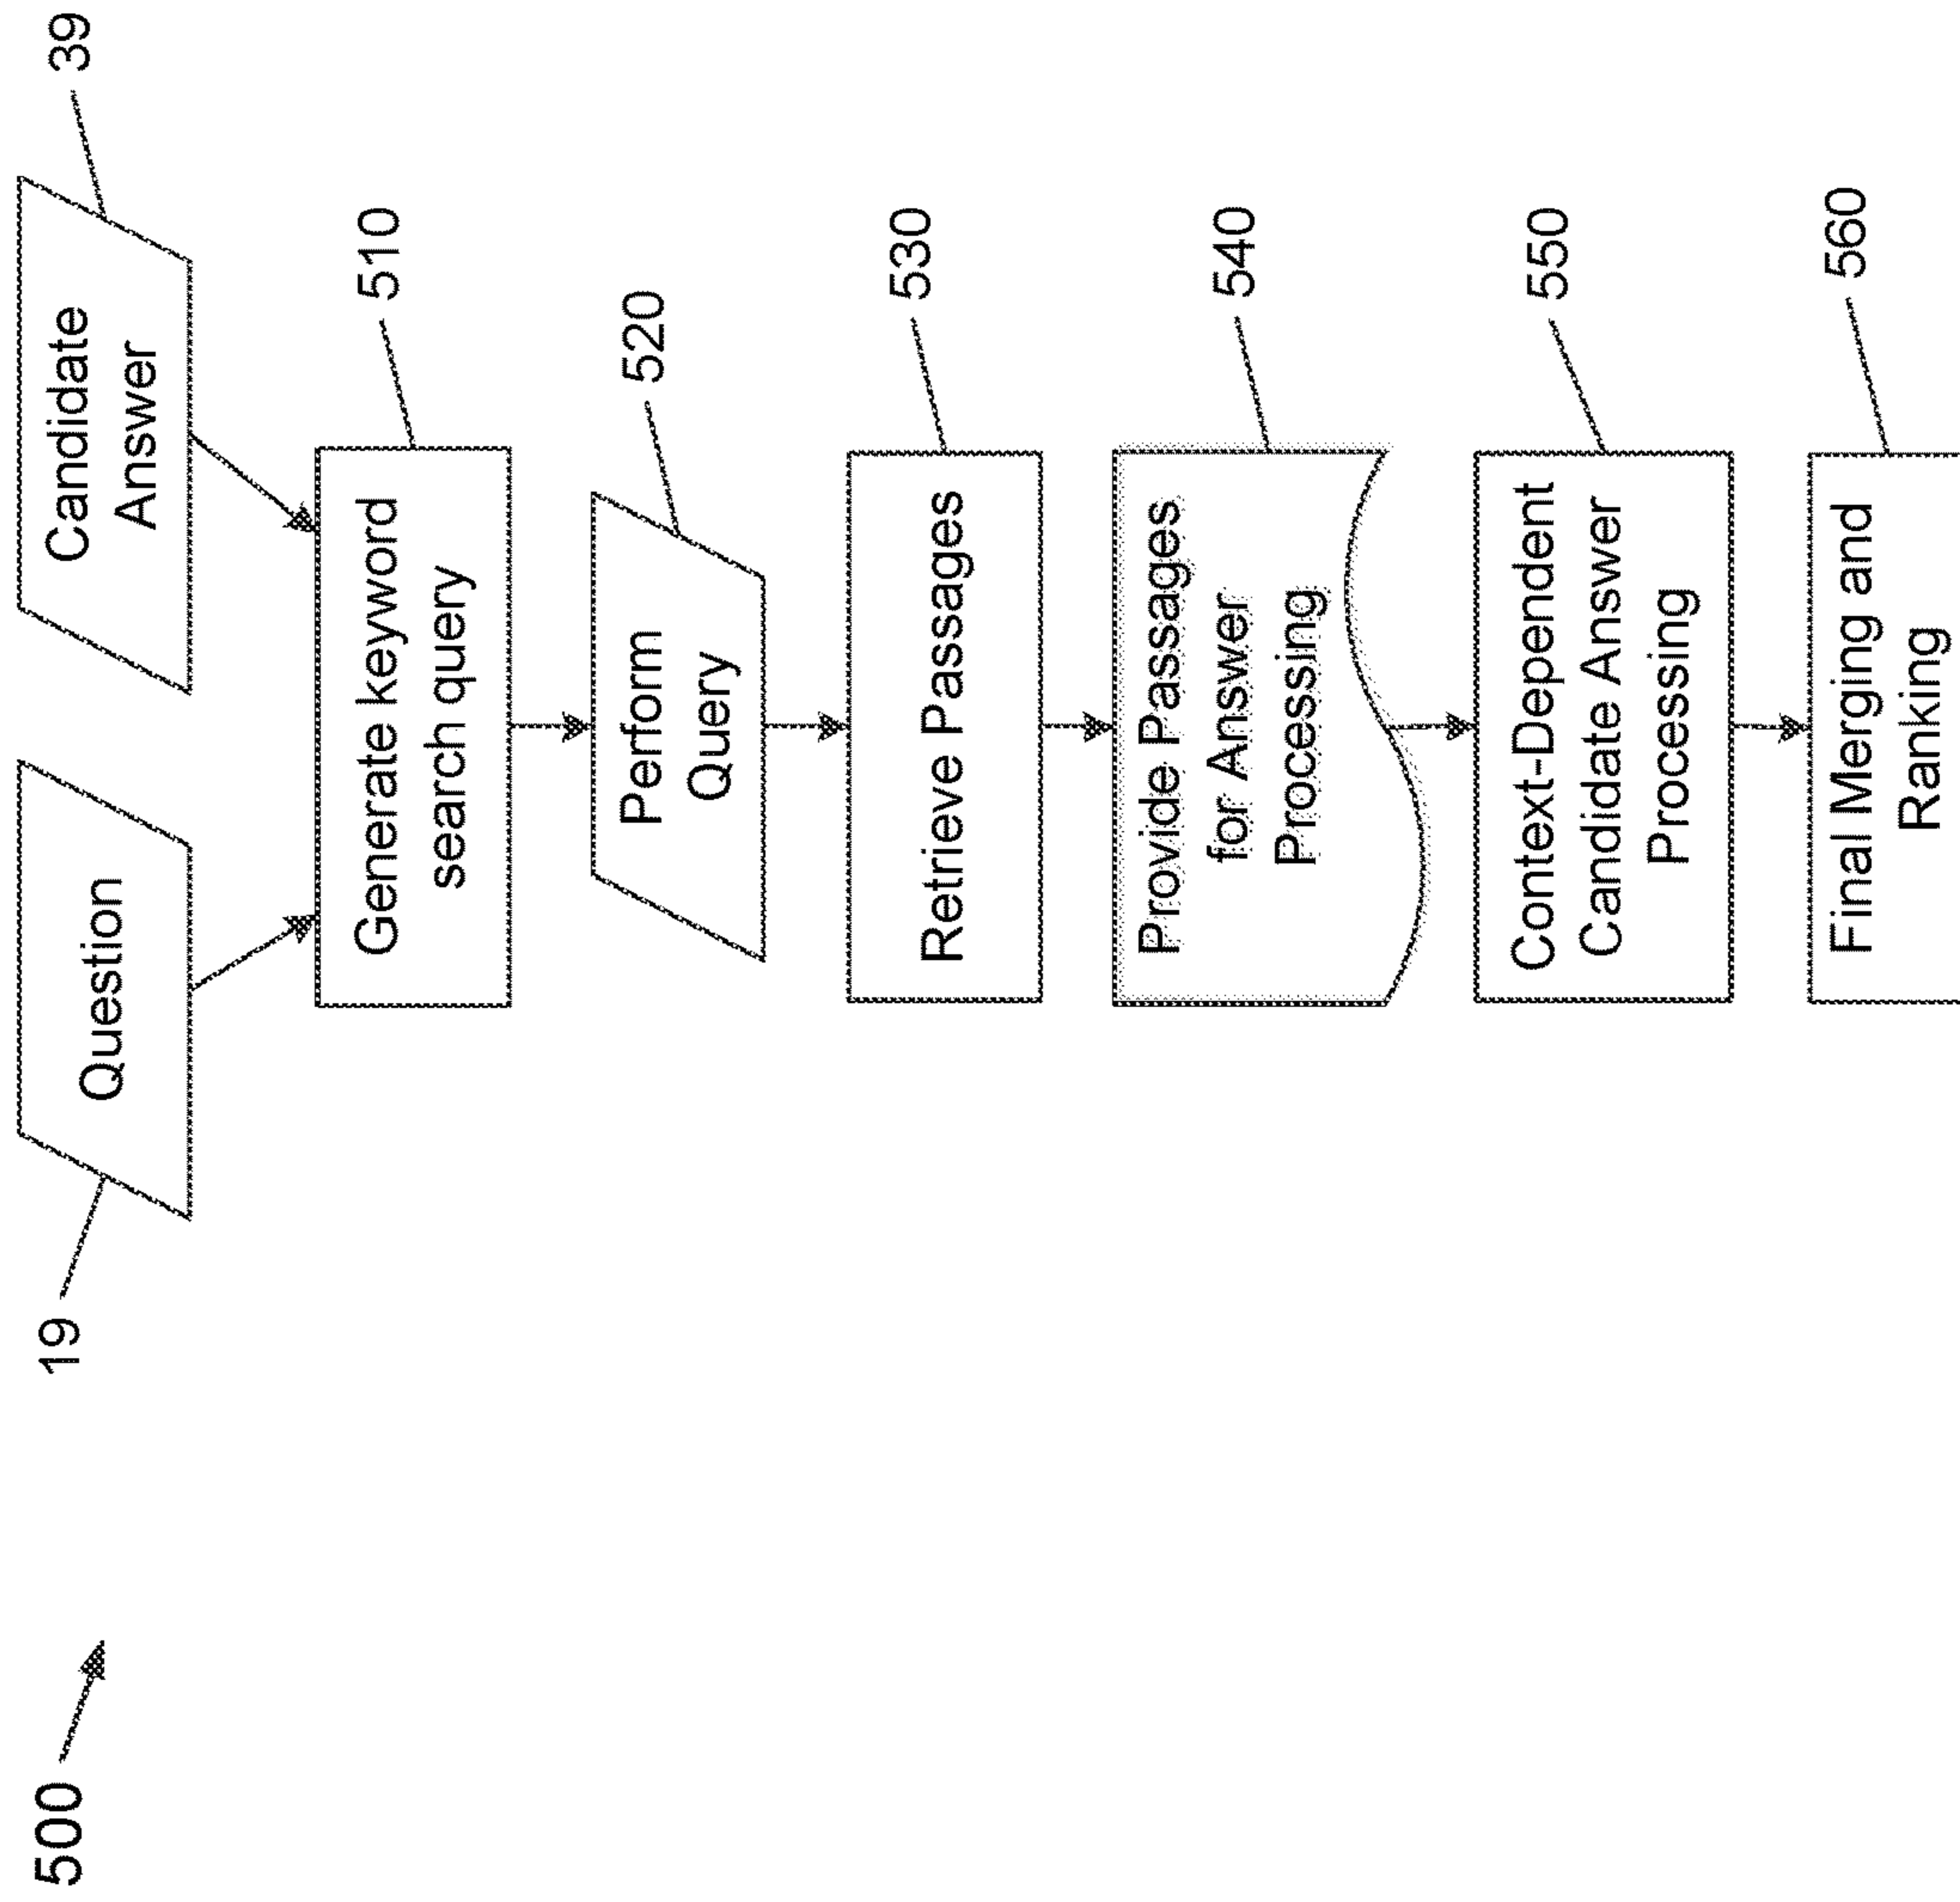 500
19
Question
Candidate
Answer
39
Generate keyword
search query
510
Perform
Query
520
Retrieve Passages
530
Provide Passages
for Answer
Processing
540
Context-Dependent
Candidate Answer
Processing
550
Final Merging and
Ranking
560